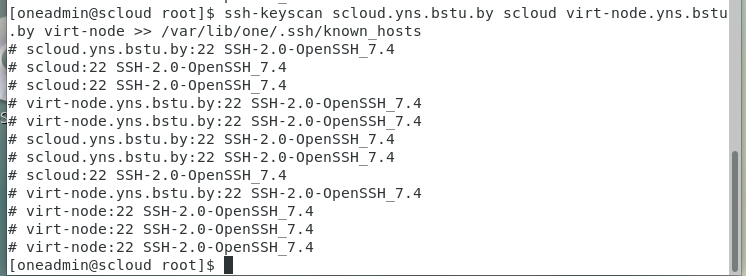 [oneadmin@scloud root]$ ssh-keyscan scloud.yns.bstu.by scloud virt-node.yns.bstu
.by virt-node >> /var/lib/one/.ssh/known_hosts
# scloud.yns.bstu.by:22 SSH-2.0-OpenSSH_7.4
# scloud:22 SSH-2.0-OpenSSH_7.4
# scloud:22 SSH-2.0-OpenSSH_7.4
# virt-node.yns.bstu.by:22 SSH-2.0-OpenSSH_7.4
# virt-node.yns.bstu.by:22 SSH-2.0-OpenSSH_7.4
# scloud.yns.bstu.by:22 SSH-2.0-OpenSSH_7.4
# scloud.yns.bstu.by:22 SSH-2.0-OpenSSH_7.4
# scloud:22 SSH-2.0-OpenSSH_7.4
# virt-node.yns.bstu.by:22 SSH-2.0-OpenSSH_7.4
# virt-node:22 SSH-2.0-OpenSSH_7.4
# virt-node:22 SSH-2.0-OpenSSH_7.4
# virt-node:22 SSH-2.0-OpenSSH_7.4
[oneadmin@scloud root]$